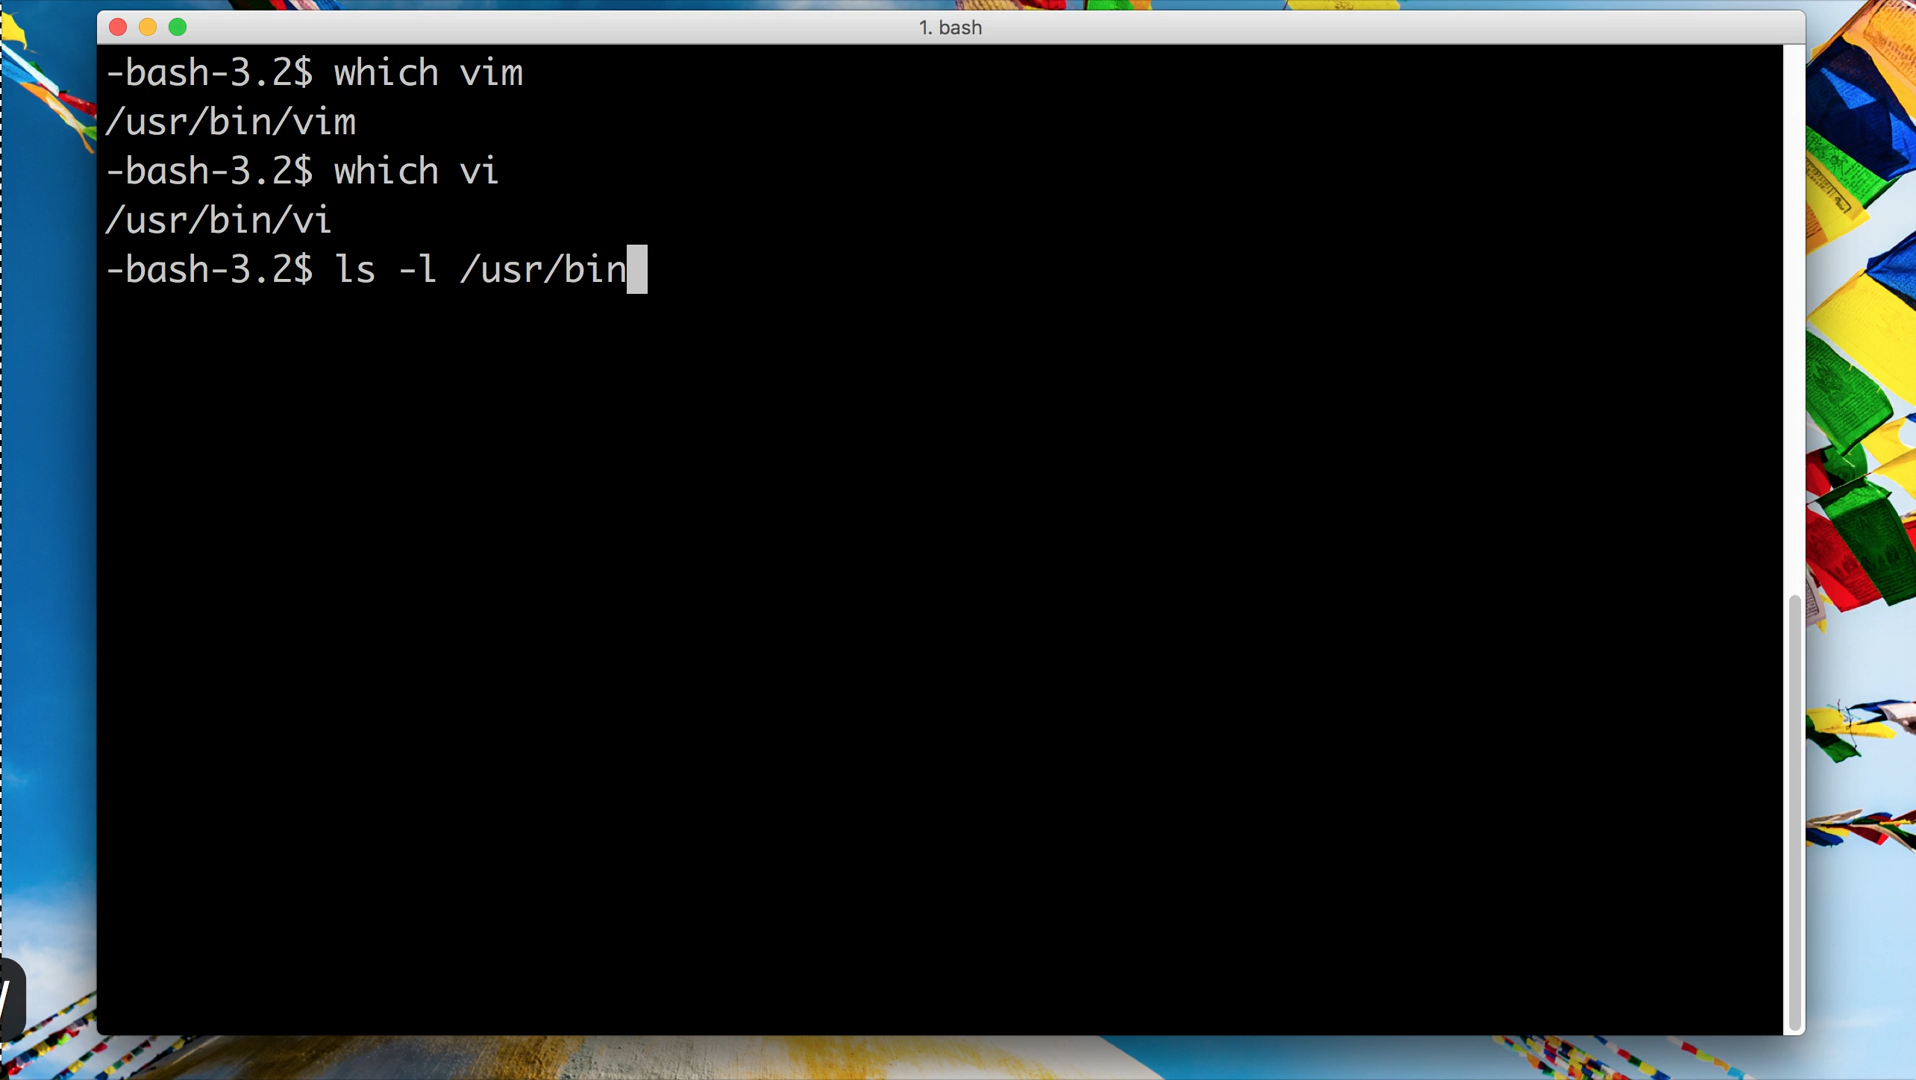 1. bash
-bash-3.2$ which vim
/usr/bin/vim
-bash-3.2$ which vi
/usr/bin/vi
-bash-3.2$ ls -l /usr/bin
/